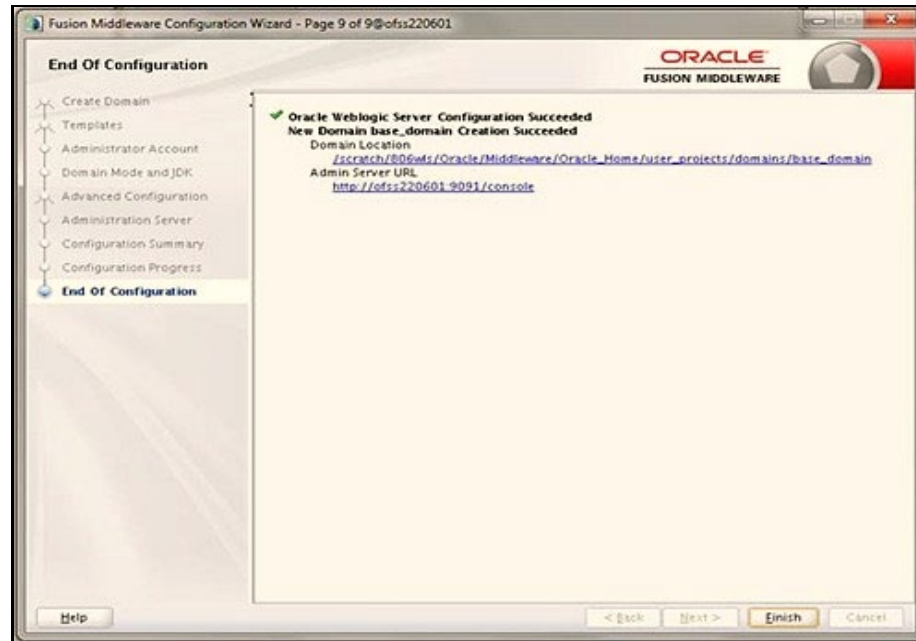 Fusion Middleware Configuration Wizard - Page 9 of 9@ofss220601
End Of Configuration
ORACLE
FUSION MIDDLEWARE
Create Domain
Templates
Administrator Account
Domain Mode and JDK
Advanced Configuration
Administration Server
Configuration Summary
Configuration Progress
End Of Configuration
Oracle Weblogic Server Configuration Succeeded
New Domain base_domain Creation Succeeded
Domain Location
/scratch/806wls/Oracle/Middleware/Oracle_Home/user_projects/domains/base_domain
Admin Server URL
http://ofss220601:9091/console
Help
< Back
Next >
Finish
Cancel